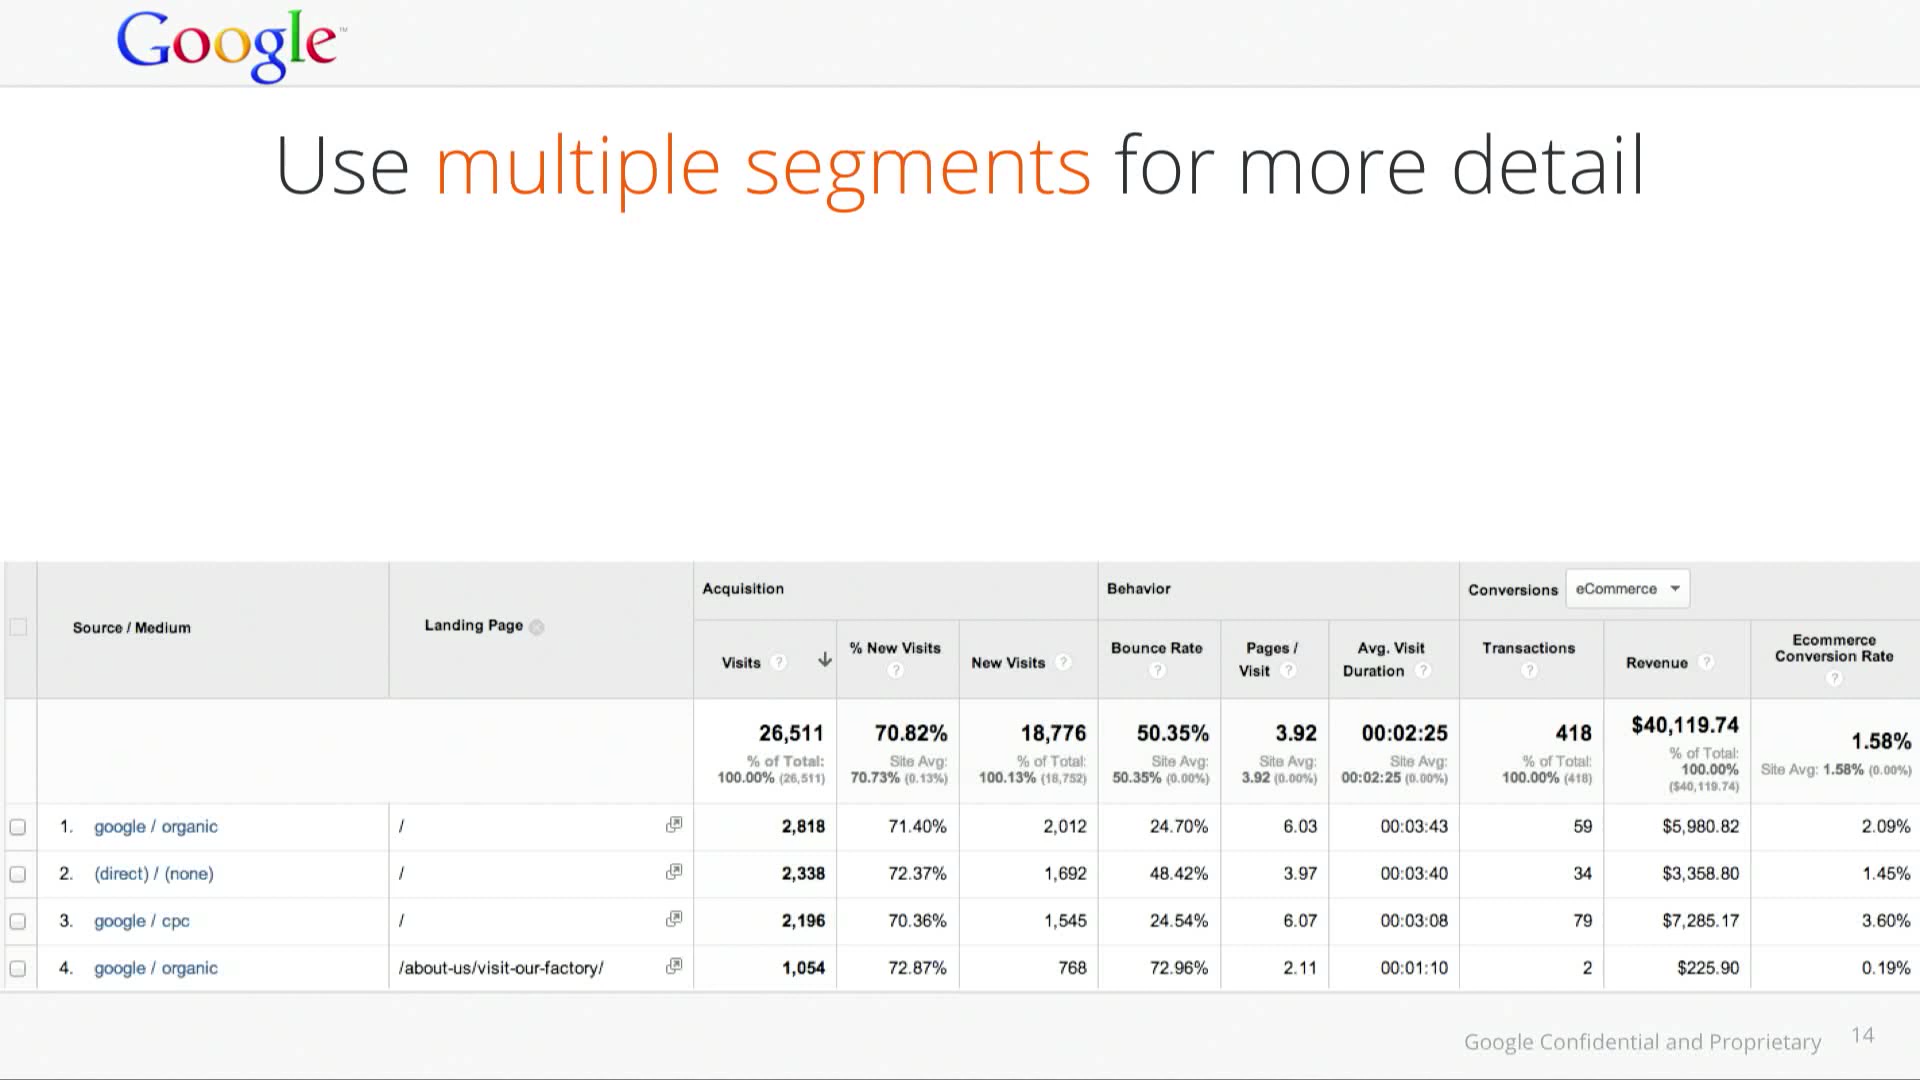 Google™
Use multiple segments for more detail
Source / Medium
Landing Page
Acquisition
Behavior
Conversions eCommerce
Visits ?
% New Visits ?
New Visits ?
Bounce Rate ?
Pages / Visit ?
Avg. Visit Duration ?
Transactions ?
Revenue ?
Ecommerce Conversion Rate ?
26,511 70.82% 18,776 50.35% 3.92 00:02:25 418 $40,119.74 1.58%
% of Total: 100.00% (26,511)
Site Avg: 70.73% (0.13%)
% of Total: 100.13% (18,752)
Site Avg: 50.35% (0.00%)
Site Avg: 3.92 (0.00%)
Site Avg: 00:02:25 (0.00%)
% of Total: 100.00% (418)
% of Total: 100.00% ($40,119.74)
Site Avg: 1.58% (0.00%)
1. google / organic / 2,818 71.40% 2,012 24.70% 6.03 00:03:43 59 $5,980.82 2.09%
2. (direct) / (none) / 2,338 72.37% 1,692 48.42% 3.97 00:03:40 34 $3,358.80 1.45%
3. google / cpc / 2,196 70.36% 1,545 24.54% 6.07 00:03:08 79 $7,285.17 3.60%
4. google / organic /about-us/visit-our-factory/ 1,054 72.87% 768 72.96% 2.11 00:01:10 2 $225.90 0.19%
Google Confidential and Proprietary 14